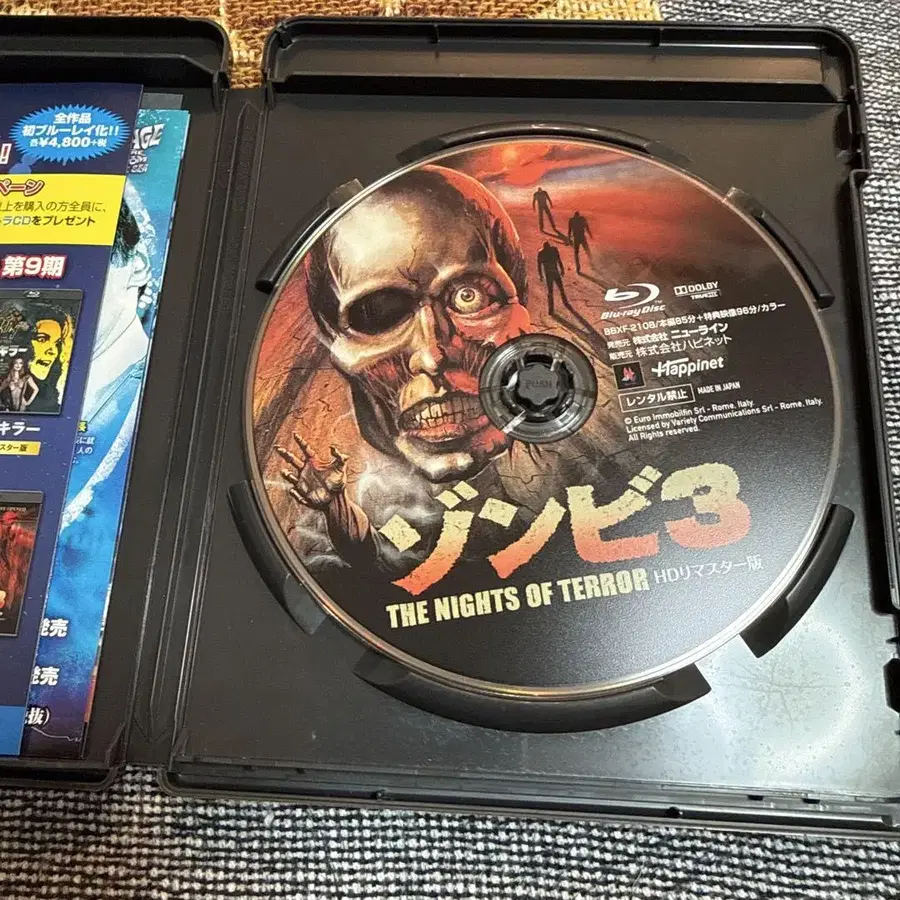 全作品
初ブルーレイ化!!
各¥4,800+税
ペーン
以上を購入の方全員に、
ラCDをプレゼント
第9期
キラー
キラー
スター版
発売
発売
抜)
Blu-ray Disc
DOLBY
TRUEHD
BBXF-2108/本編85分+特典映像96分/カラー
発売元 株式会社 ニューライン
販売元 株式会社ハピネット
Happinet
レンタル禁止
MADE IN JAPAN
© Euro Immobilfin Srl - Rome, Italy.
Licensed by Variety Communications Srl - Rome, Italy.
All Rights reserved.
PUSH
ゾンビ3
THE NIGHTS OF TERROR HDリマスター版